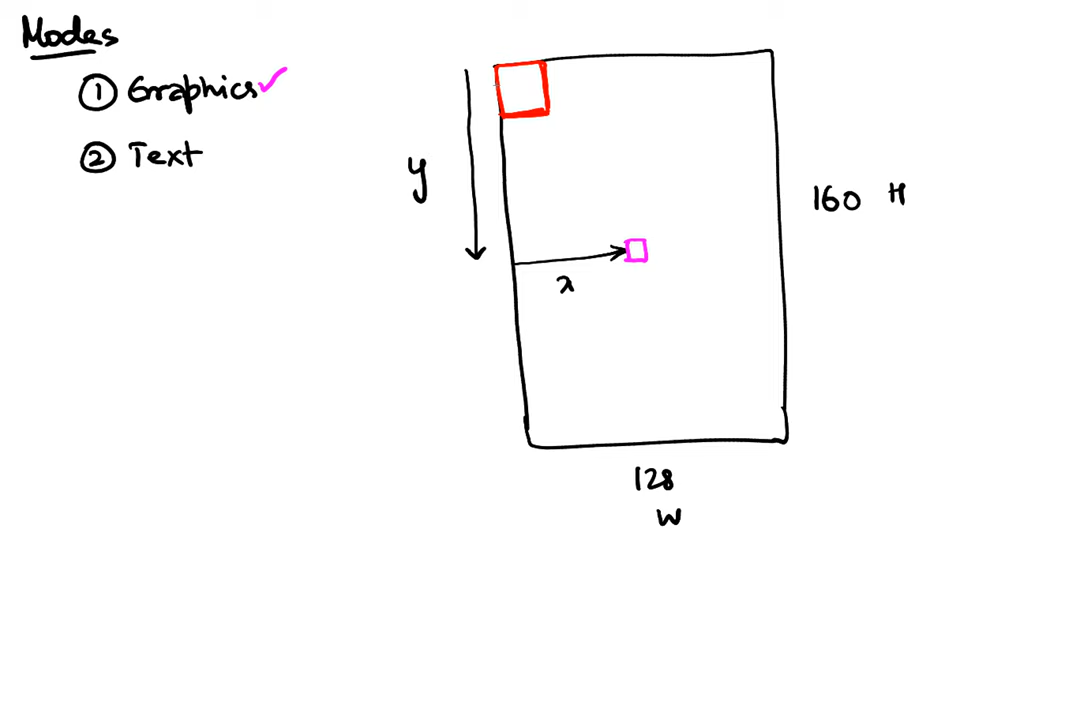 Modes
① Graphics ✓
② Text
y
160 H
x
128
W